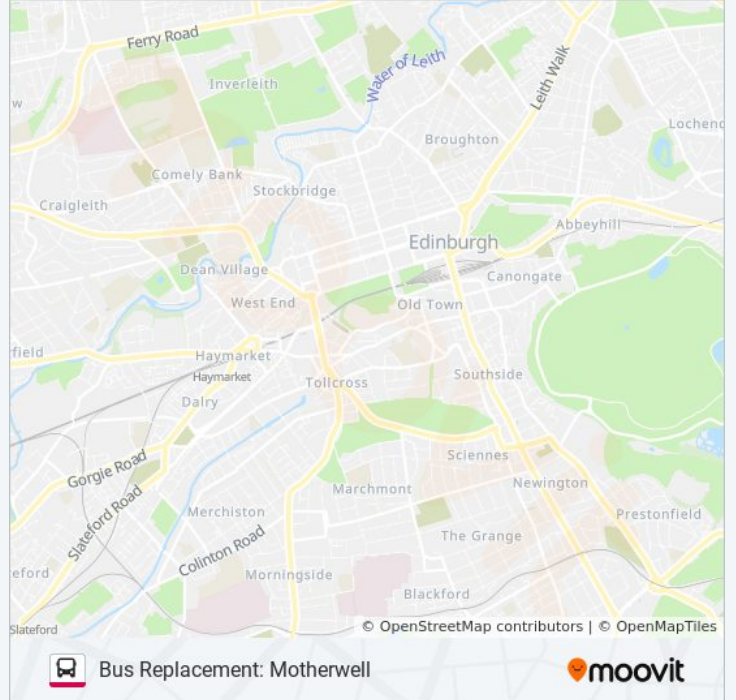 Ferry Road
Water of Leith
Leith Walk
Inverleith
w
Lochend
Broughton
Comely Bank
Stockbridge
Craigleith
Abbeyhill
Edinburgh
Dean Village
Canongate
West End
Old Town
field
Haymarket
Haymarket
Southside
Tollcross
Dalry
Sciennes
Gorgie Road
Newington
Marchmont
Slateford Road
Merchiston
Prestonfield
The Grange
Colinton Road
eford
Morningside
Blackford
Slateford
© OpenStreetMap contributors | © OpenMapTiles
Bus Replacement: Motherwell
moovit